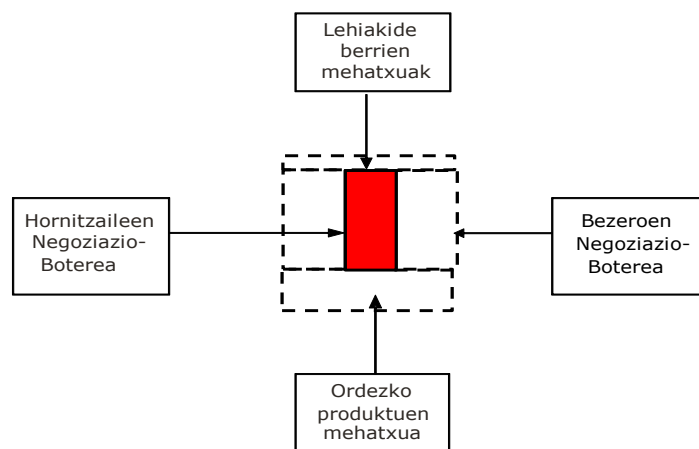 Lehiakide
berrien
mehatxuak
Hornitzaileen
Negoziazio-
Boterea
Bezeroen
Negoziazio-
Boterea
Ordezko
produktuen
mehatxua